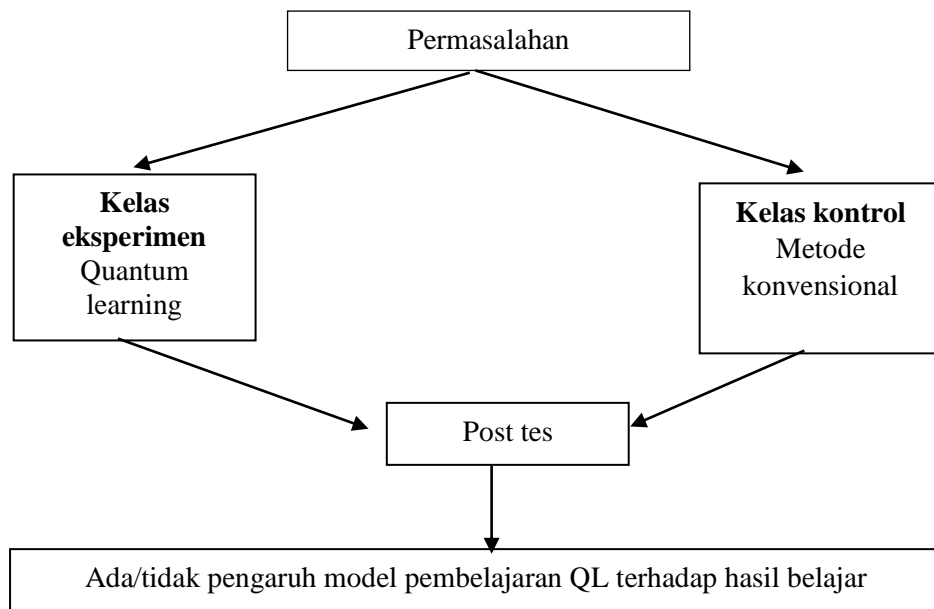 Permasalahan
Kelas
eksperimen
Quantum
learning
Kelas kontrol
Metode
konvensional
Post tes
Ada/tidak pengaruh model pembelajaran QL terhadap hasil belajar